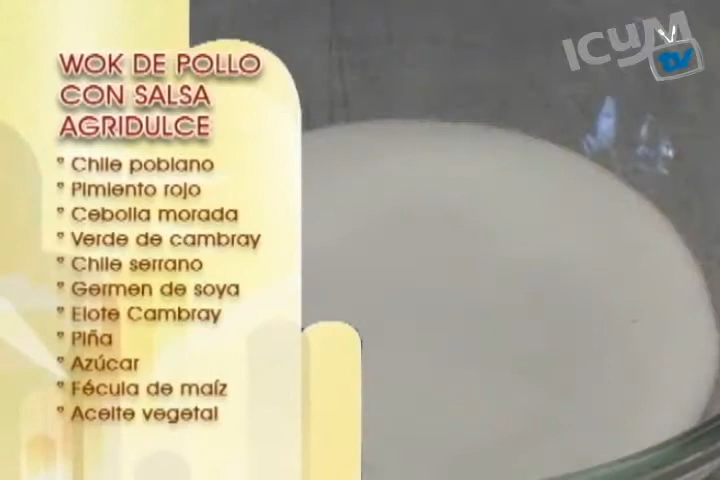 WOK DE POLLO
CON SALSA
AGRIDULCE
° Chile poblano
° Pimiento rojo
° Cebolla morada
° Verde de cambray
° Chile serrano
° Germen de soya
° Elote Cambray
° Piña
° Azúcar
° Fécula de maíz
° Aceite vegetal
ICUM
TV